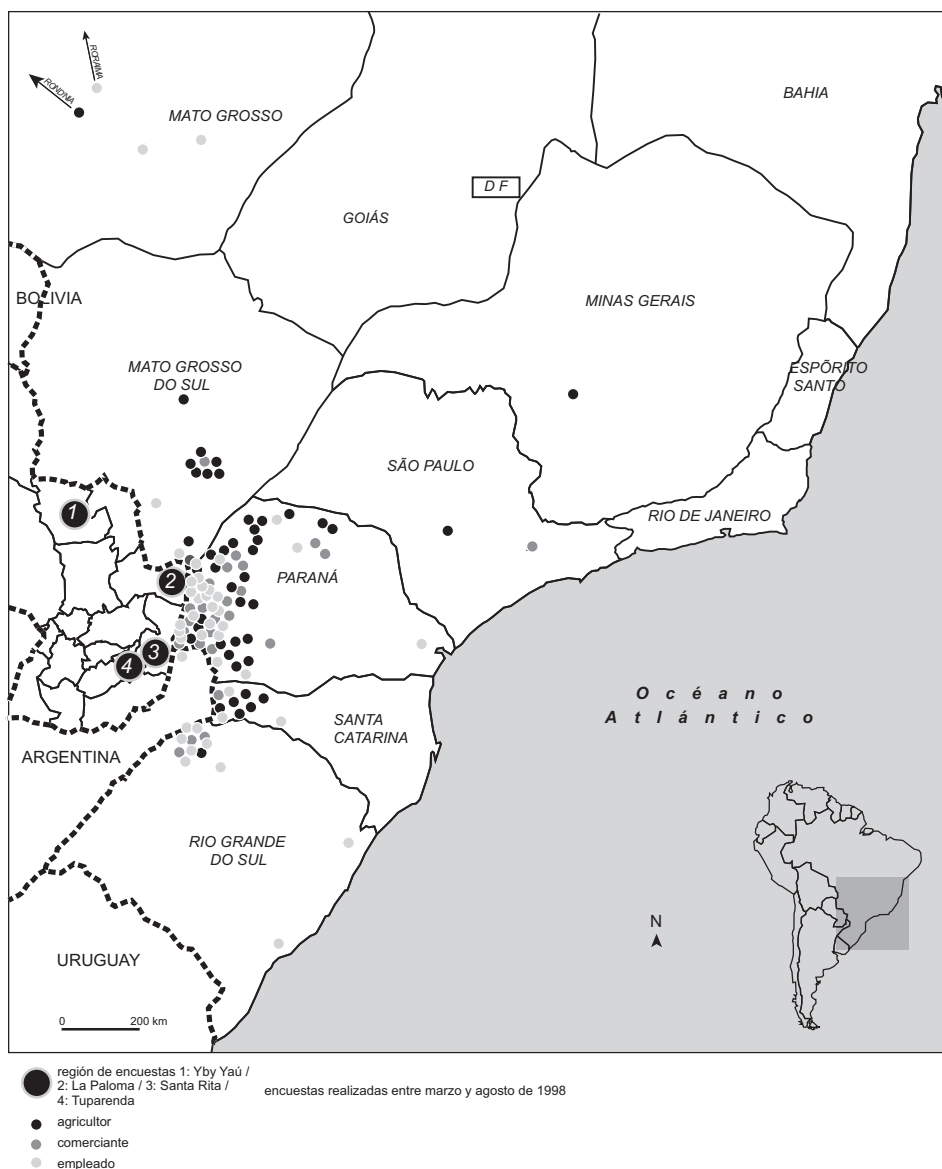 RORAIMA
RONDNIA
MATO GROSSO
BAHIA
D F
GOIÁS
BOLIVIA
MINAS GERAIS
MATO GROSSO
DO SUL
ESPÕRITO
SANTO
SÃO PAULO
1
RIO DE JANEIRO
2
PARANÁ
3
4
Océano
Atlántico
SANTA
CATARINA
ARGENTINA
RIO GRANDE
DO SUL
N
URUGUAY
0 200 km
región de encuestas 1: Yby Yaú /
2: La Paloma / 3: Santa Rita /
4: Tuparenda
encuestas realizadas entre marzo y agosto de 1998
agricultor
comerciante
empleado